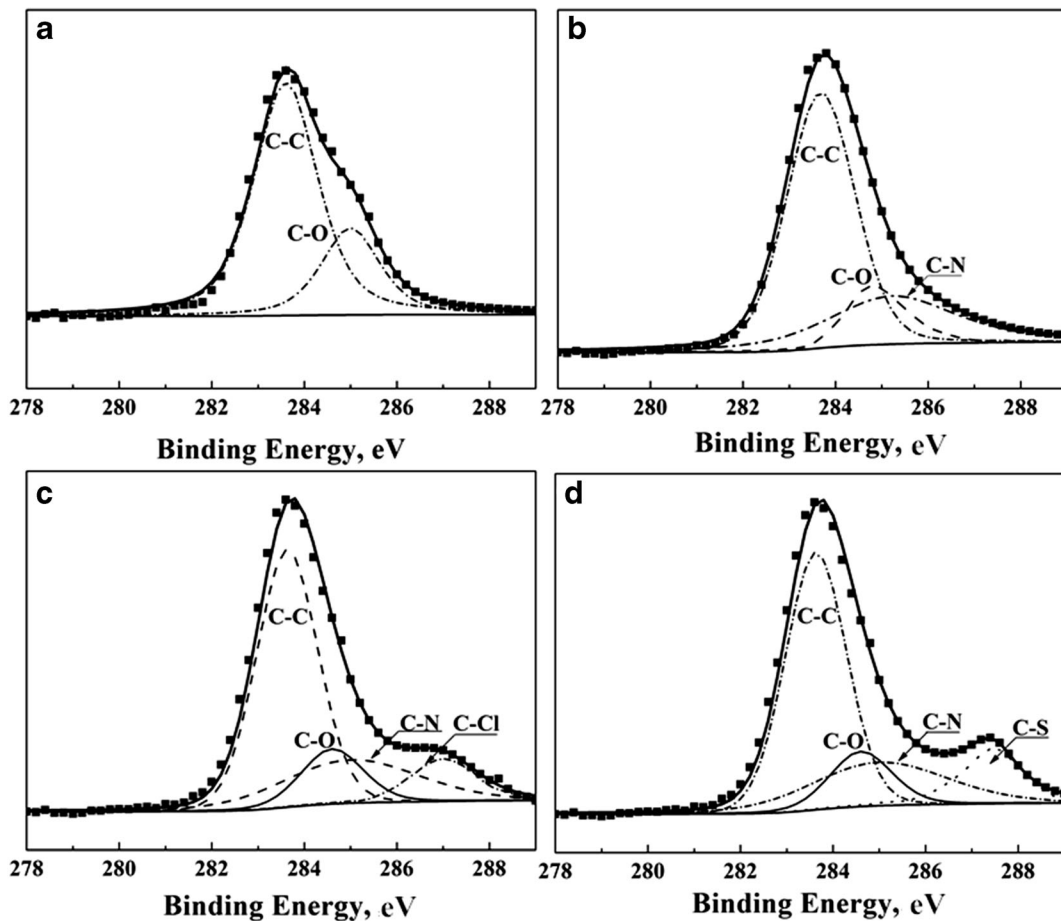 a
C-C
C-O
278 280 282 284 286 288
Binding Energy, eV
b
C-C
C-O
C-N
278 280 282 284 286 288
Binding Energy, eV
c
C-C
C-O
C-N
C-Cl
278 280 282 284 286 288
Binding Energy, eV
d
C-C
C-O
C-N
C-S
278 280 282 284 286 288
Binding Energy, eV